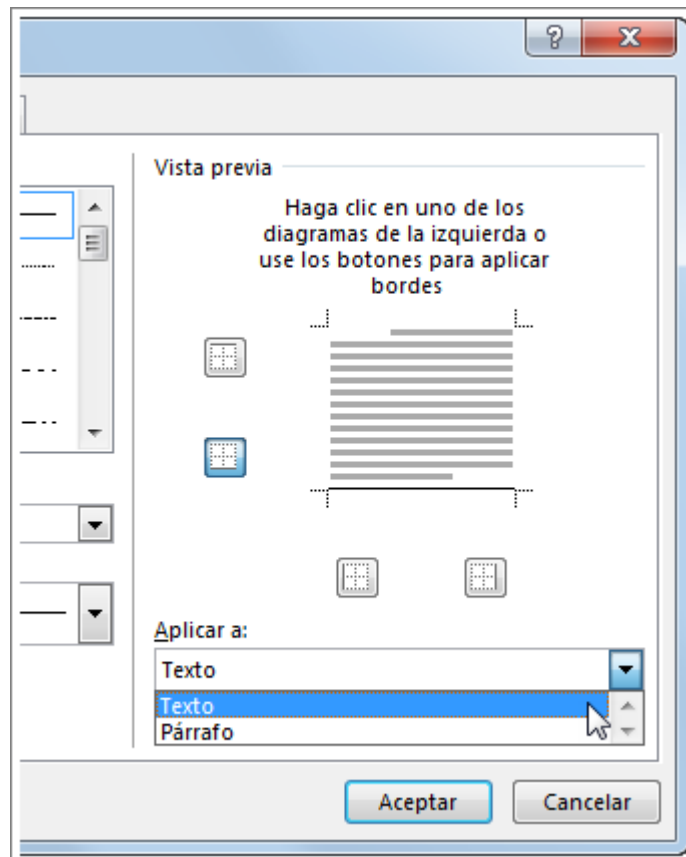 Vista previa
Haga clic en uno de los
diagramas de la izquierda o
use los botones para aplicar
bordes
Aplicar a:
Texto
Texto
Párrafo
Aceptar
Cancelar